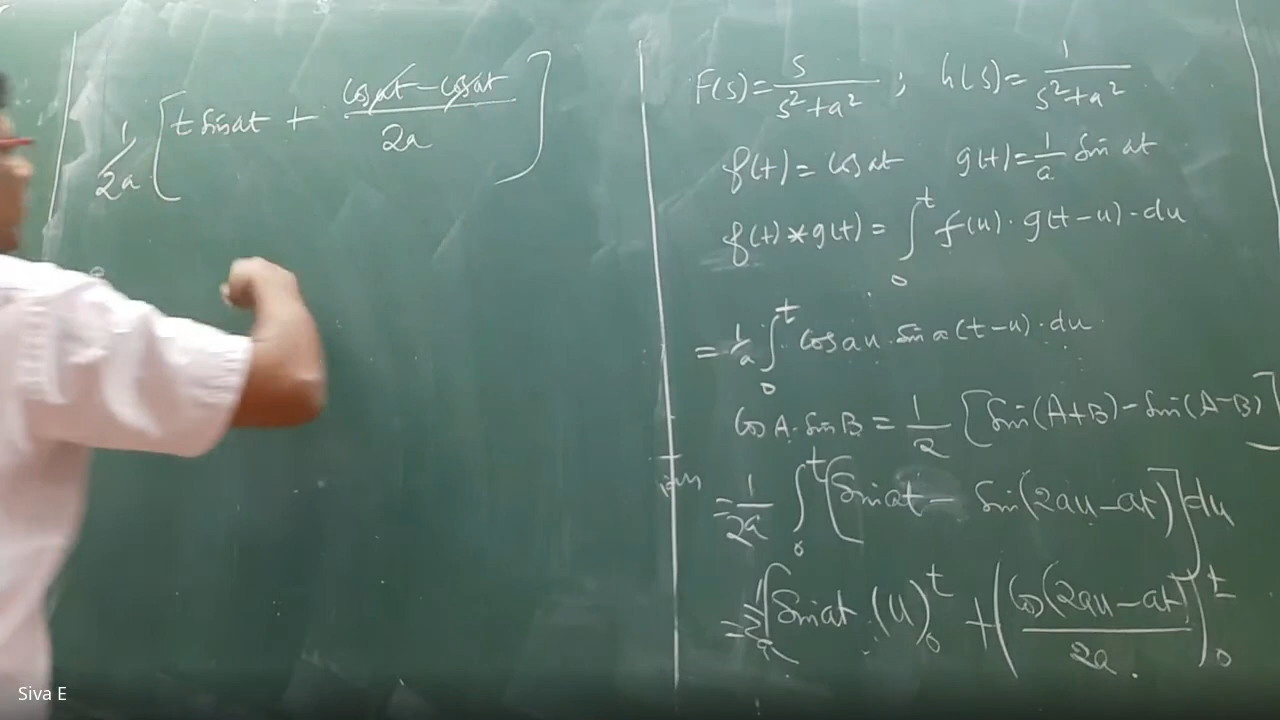 1/2a [t sin at + (cos at - cos at)/2a]
F(s) = s/(s²+a²) ; h(s) = 1/(s²+a²)
f(t) = cos at g(t) = 1/a sin at
f(t) * g(t) = ∫₀ᵗ f(u) · g(t-u) · du
= 1/a ∫₀ᵗ cos au · sin a(t-u) · du
cos A · sin B = 1/2 [sin(A+B) - sin(A-B)]
= 1/2a ∫₀ᵗ [sin at - sin(2au - at)] du
= 1/2a [sin at · (u)₀ᵗ + (cos(2au - at)/2a)₀ᵗ
Siva E